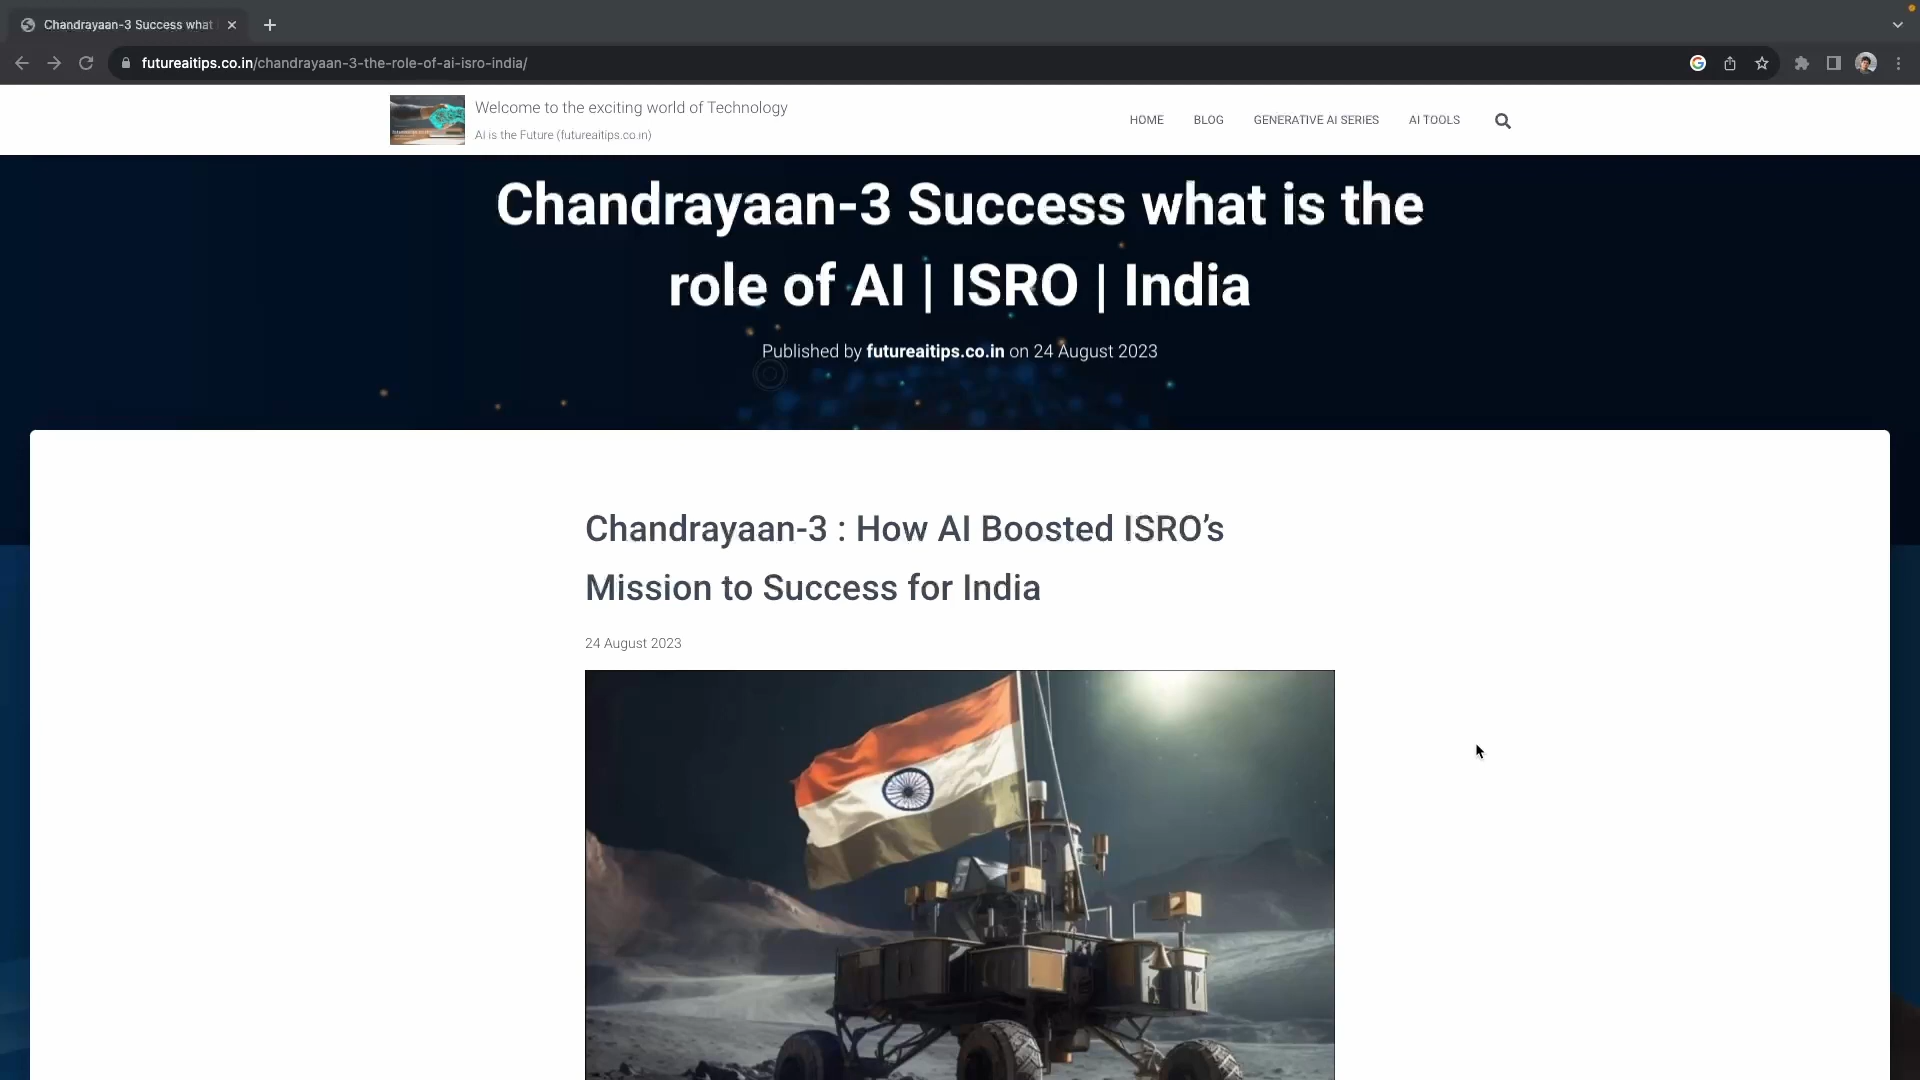 Chandrayaan-3 Success what
futureaitips.co.in/chandrayaan-3-the-role-of-ai-isro-india/
Welcome to the exciting world of Technology
AI is the Future (futureaitips.co.in)
HOME BLOG GENERATIVE AI SERIES AI TOOLS
Chandrayaan-3 Success what is the
role of AI | ISRO | India
Published by futureaitips.co.in on 24 August 2023
Chandrayaan-3 : How AI Boosted ISRO’s
Mission to Success for India
24 August 2023